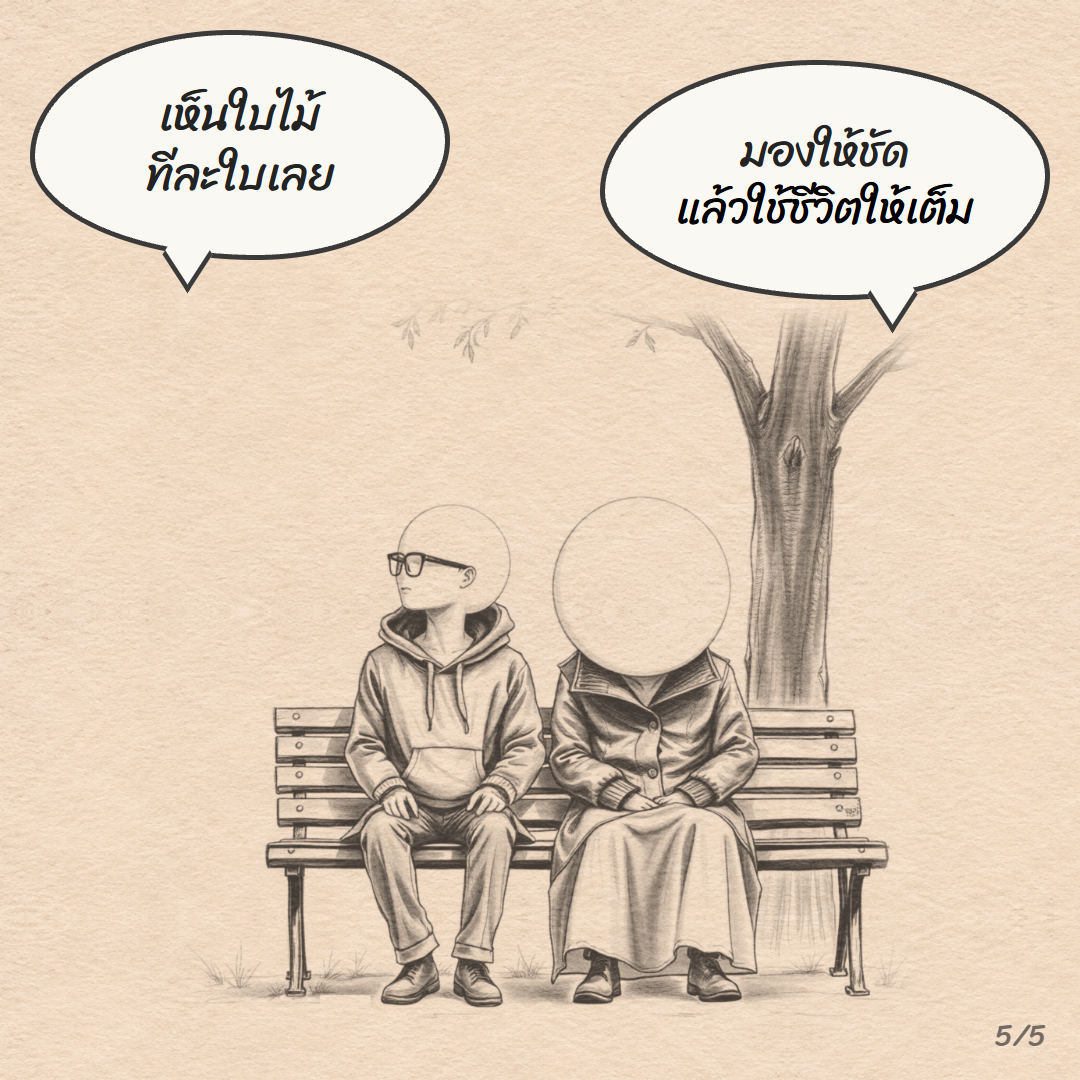 เห็นใบไม้
ทีละใบเลย
มองให้ชัด
แล้วใช้ชีวิตให้เต็ม
5/5